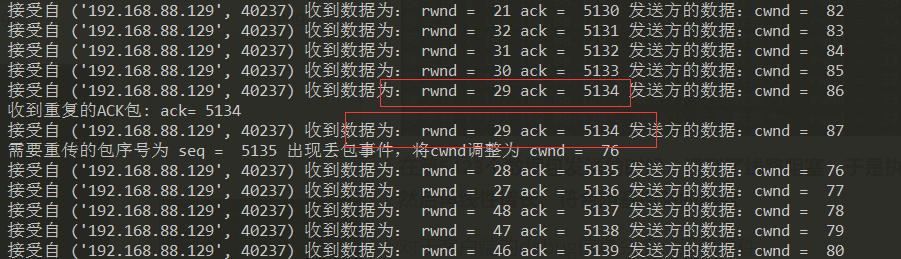 接受自 ('192.168.88.129', 40237) 收到数据为： rwnd =  21 ack =  5130 发送方的数据：cwnd =  82
接受自 ('192.168.88.129', 40237) 收到数据为： rwnd =  32 ack =  5131 发送方的数据：cwnd =  83
接受自 ('192.168.88.129', 40237) 收到数据为： rwnd =  31 ack =  5132 发送方的数据：cwnd =  84
接受自 ('192.168.88.129', 40237) 收到数据为： rwnd =  30 ack =  5133 发送方的数据：cwnd =  85
接受自 ('192.168.88.129', 40237) 收到数据为： rwnd =  29 ack =  5134 发送方的数据：cwnd =  86
收到重复的ACK包: ack= 5134
接受自 ('192.168.88.129', 40237) 收到数据为： rwnd =  29 ack =  5134 发送方的数据：cwnd =  87
需要重传的包序号为 seq =  5135 出现丢包事件，将cwnd调整为 cwnd =  76
接受自 ('192.168.88.129', 40237) 收到数据为： rwnd =  28 ack =  5135 发送方的数据：cwnd =  76
接受自 ('192.168.88.129', 40237) 收到数据为： rwnd =  27 ack =  5136 发送方的数据：cwnd =  77
接受自 ('192.168.88.129', 40237) 收到数据为： rwnd =  48 ack =  5137 发送方的数据：cwnd =  78
接受自 ('192.168.88.129', 40237) 收到数据为： rwnd =  47 ack =  5138 发送方的数据：cwnd =  79
接受自 ('192.168.88.129', 40237) 收到数据为： rwnd =  46 ack =  5139 发送方的数据：cwnd =  80